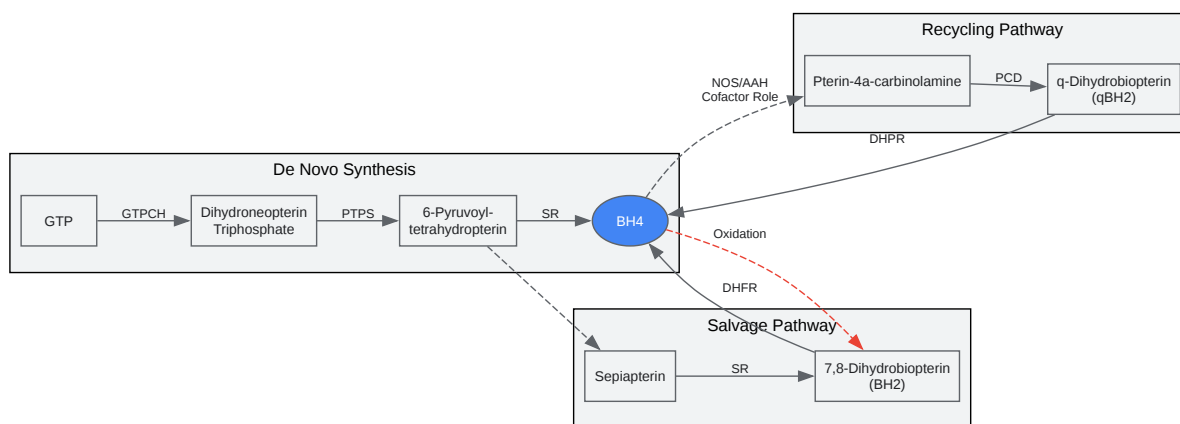 Recycling Pathway
Pterin-4a-carbinolamine
PCD
q-Dihydrobiopterin
(qBH2)
NOS/AAH
Cofactor Role
DHPR
De Novo Synthesis
GTP
GTPCH
Dihydroneopterin
Triphosphate
PTPS
6-Pyruvoyl-
tetrahydropterin
SR
BH4
Oxidation
DHFR
Salvage Pathway
Sepiapterin
SR
7,8-Dihydrobiopterin
(BH2)